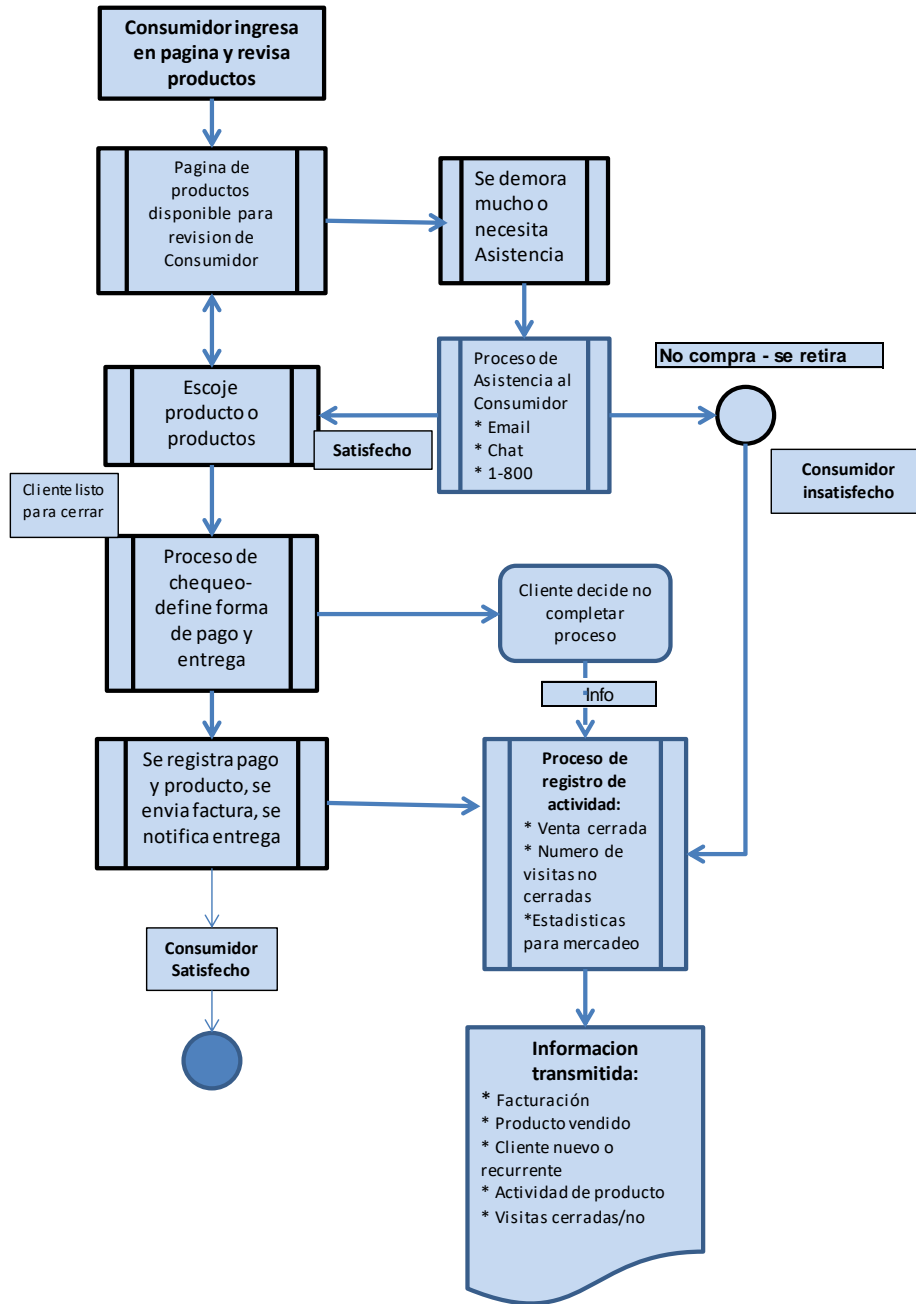 Consumidor ingresa
en pagina y revisa
productos
Pagina de
productos
disponible para
revision de
Consumidor
Se demora
mucho o
necesita
Asistencia
Escoje
producto o
productos
Satisfecho
Proceso de
Asistencia al
Consumidor
* Email
* Chat
* 1-800
No compra - se retira
Consumidor
insatisfecho
Cliente listo
para cerrar
Proceso de
chequeo-
define forma
de pago y
entrega
Cliente decide no
completar
proceso
Info
Se registra pago
y producto, se
envia factura, se
notifica entrega
Proceso de
registro de
actividad:
* Venta cerrada
* Numero de
visitas no
cerradas
*Estadisticas
para mercadeo
Consumidor
Satisfecho
Informacion
transmitida:
* Facturación
* Producto vendido
* Cliente nuevo o
recurrente
* Actividad de producto
* Visitas cerradas/no